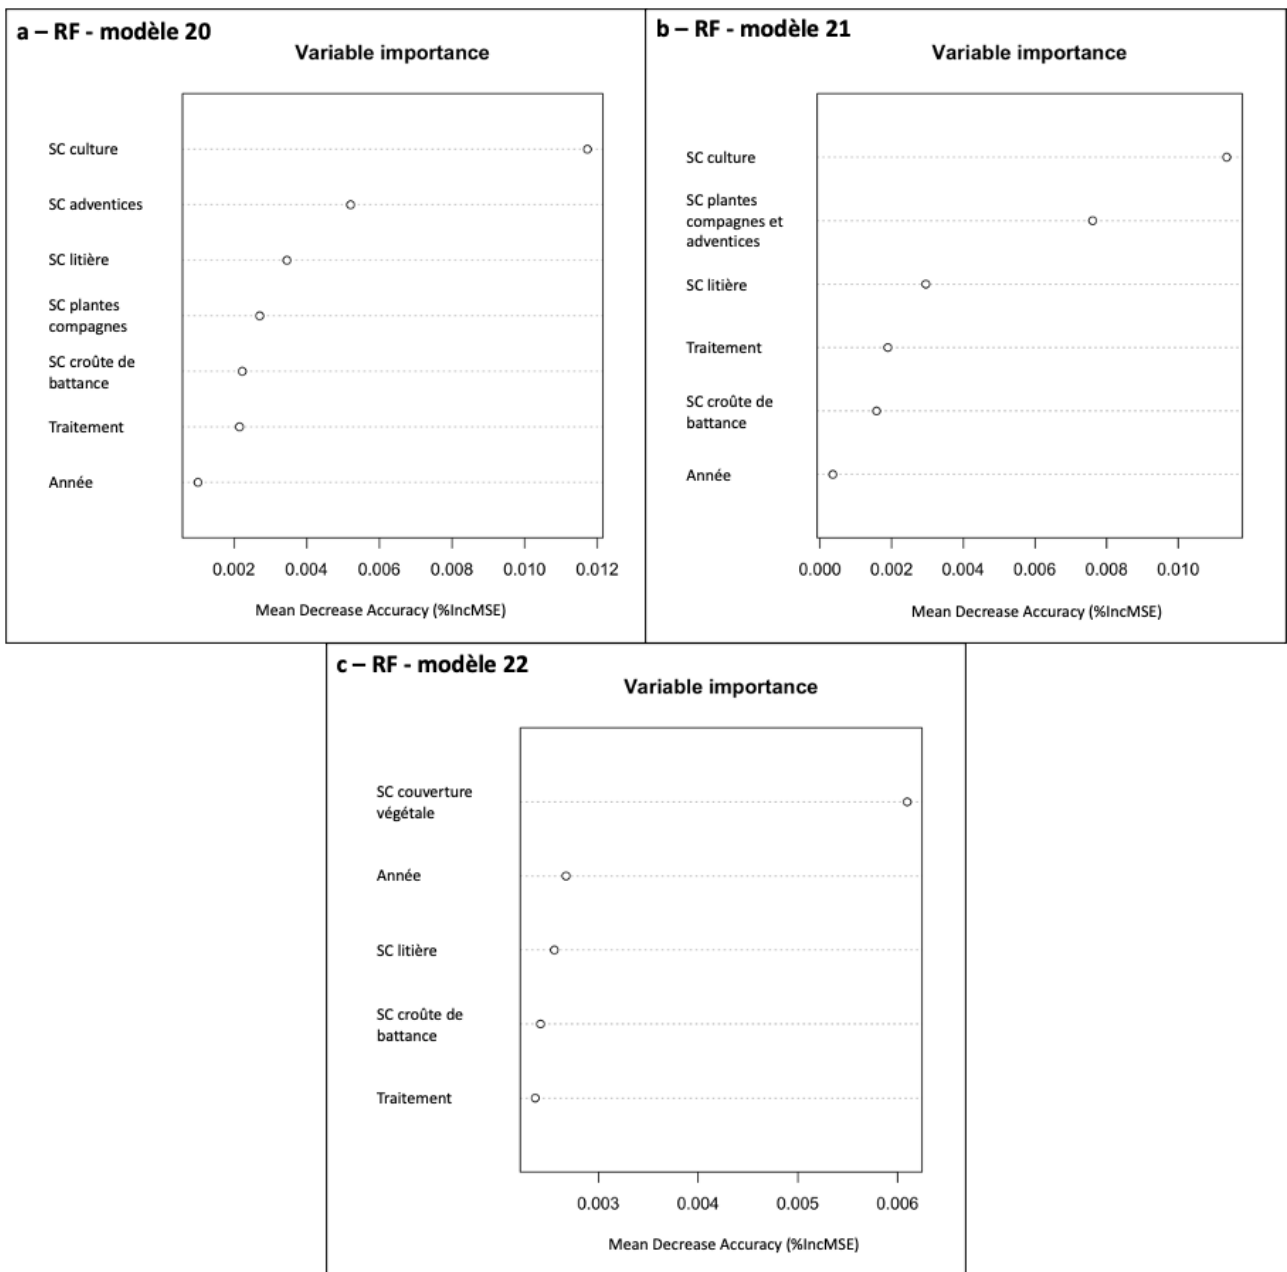 a – RF - modèle 20
Variable importance
SC culture
SC adventices
SC litière
SC plantes
compagnes
SC croûte de
battance
Traitement
Année
0.002 0.004 0.006 0.008 0.010 0.012
Mean Decrease Accuracy (%IncMSE)
b – RF - modèle 21
Variable importance
SC culture
SC plantes
compagnes et
adventices
SC litière
Traitement
SC croûte de
battance
Année
0.000 0.002 0.004 0.006 0.008 0.010
Mean Decrease Accuracy (%IncMSE)
c – RF - modèle 22
Variable importance
SC couverture
végétale
Année
SC litière
SC croûte de
battance
Traitement
0.003 0.004 0.005 0.006
Mean Decrease Accuracy (%IncMSE)